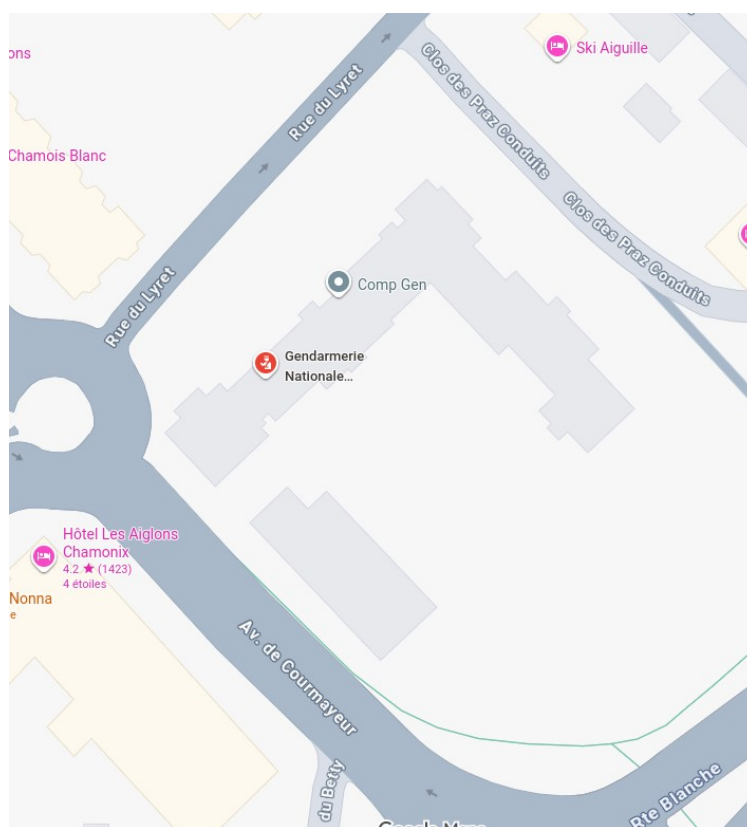 ons
Ski Aiguille
Clos des Praz Conduits
Rue du Lyret
Chamois Blanc
Clos des Praz Conduits
Comp Gen
Rue du Lyret
Gendarmerie
Nationale...
Hôtel Les Aiglons
Chamonix
4.2 ★ (1423)
4 étoiles
Nonna
e
Av. de Courmayeur
du Betty
Rte Blanche